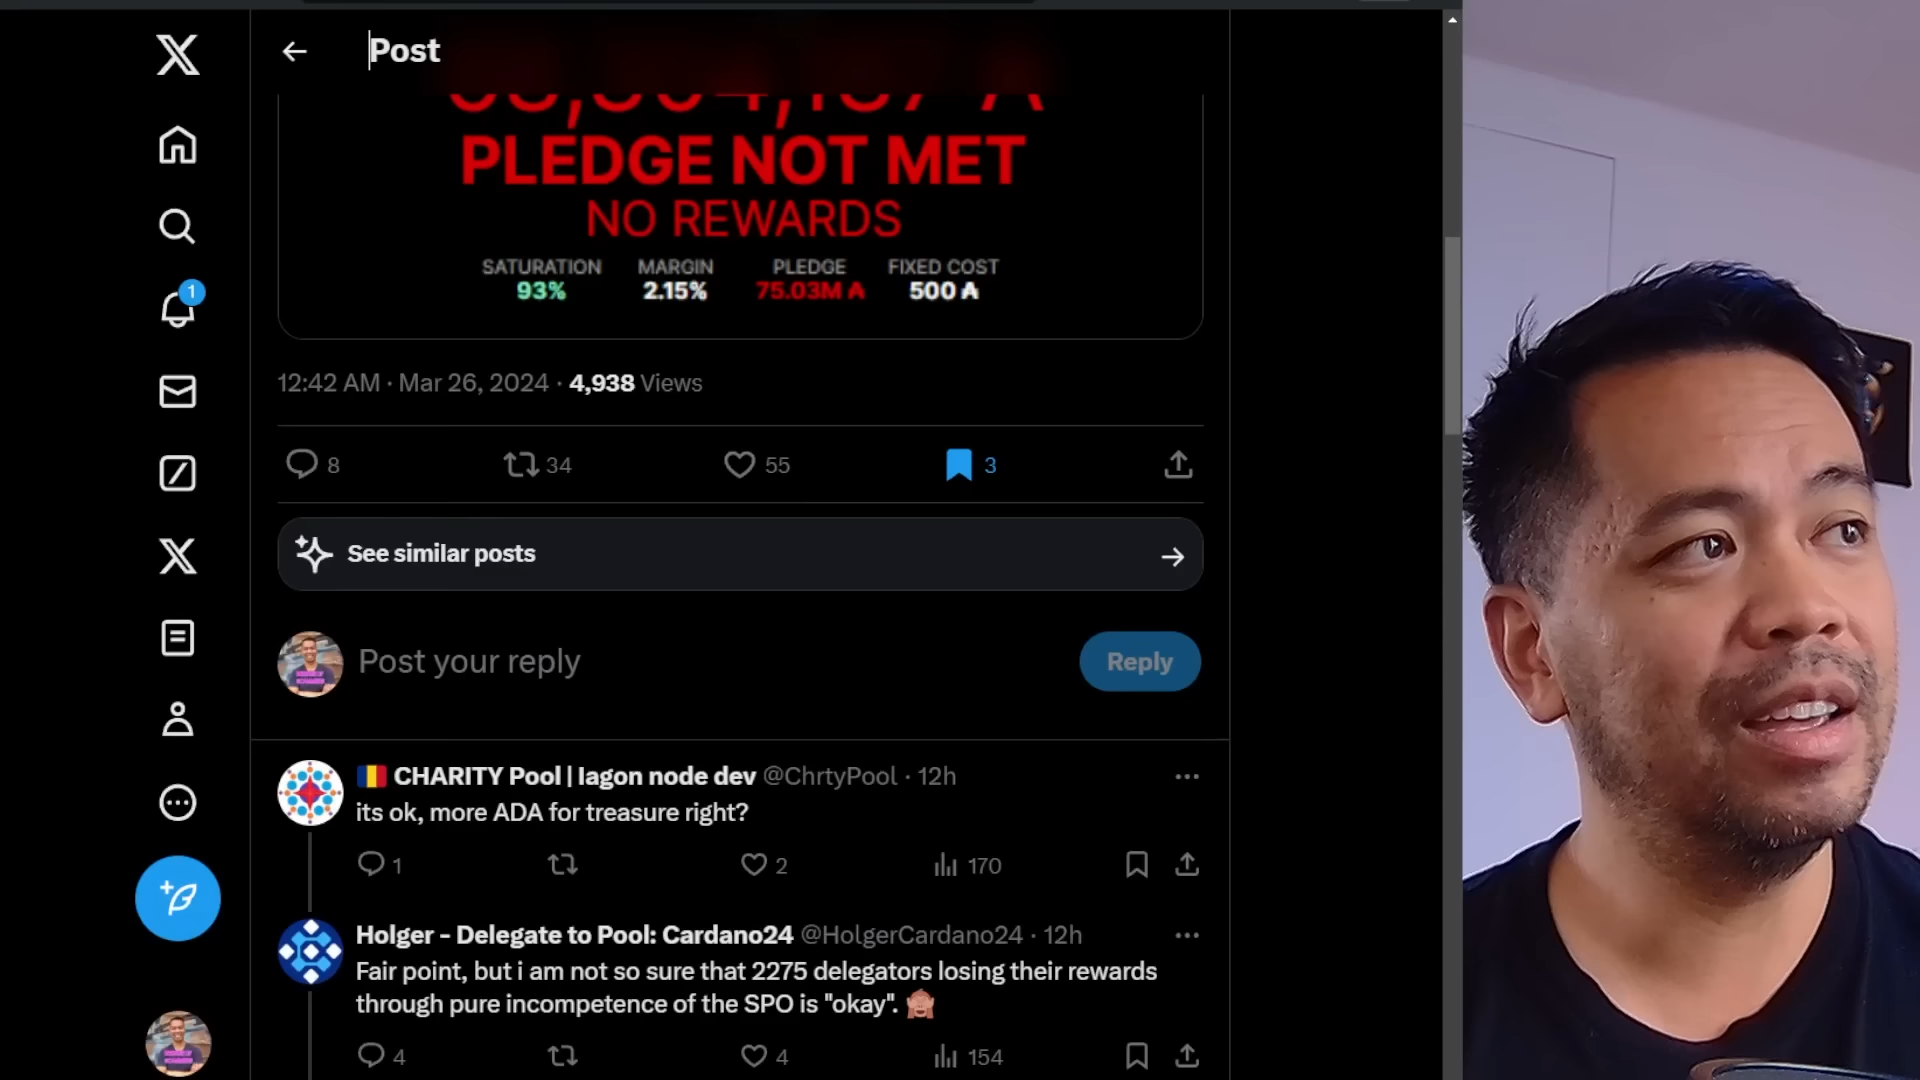 Post
PLEDGE NOT MET
NO REWARDS
SATURATION MARGIN PLEDGE FIXED COST
93% 2.15% 75.03M ₳ 500 ₳
12:42 AM · Mar 26, 2024 · 4,938 Views
8 34 55 3
See similar posts
Post your reply
Reply
CHARITY Pool | Iagon node dev @ChrtyPool · 12h
its ok, more ADA for treasure right?
1 2 170
Holger - Delegate to Pool: Cardano24 @HolgerCardano24 · 12h
Fair point, but i am not so sure that 2275 delegators losing their rewards
through pure incompetence of the SPO is "okay". 🙈
4 4 154
1